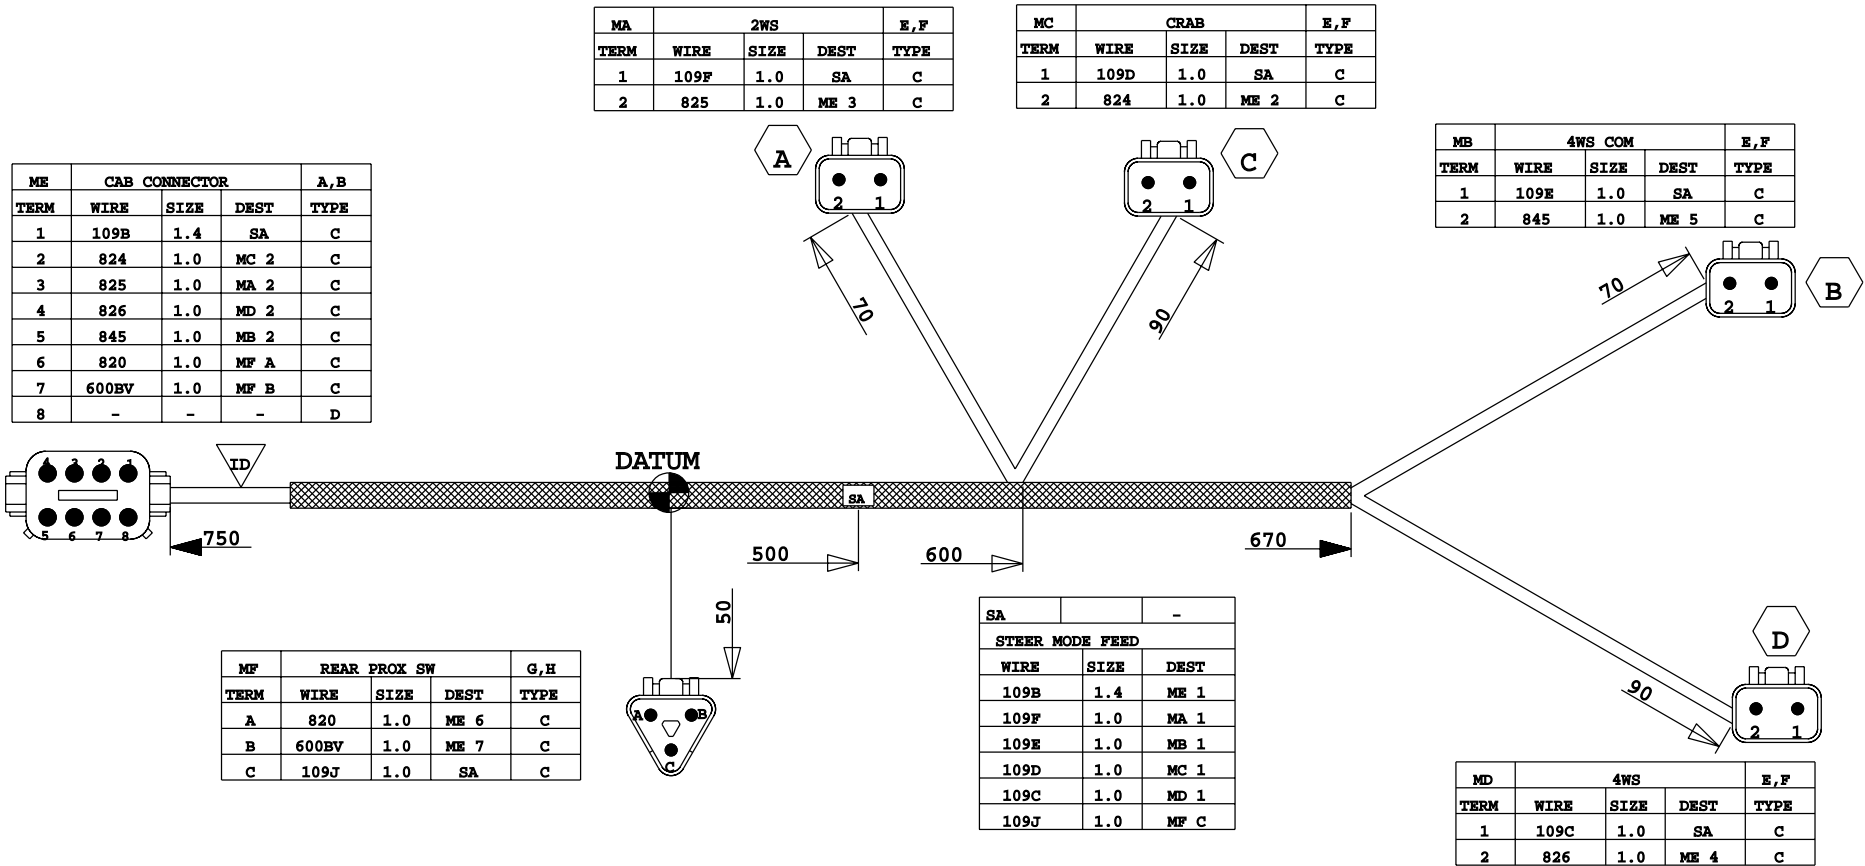 MA 2WS E,F
TERM WIRE SIZE DEST TYPE
1 109F 1.0 SA C
2 825 1.0 ME 3 C
MC CRAB E,F
TERM WIRE SIZE DEST TYPE
1 109D 1.0 SA C
2 824 1.0 ME 2 C
MB 4WS COM E,F
TERM WIRE SIZE DEST TYPE
1 109E 1.0 SA C
2 845 1.0 ME 5 C
ME CAB CONNECTOR A,B
TERM WIRE SIZE DEST TYPE
1 109B 1.4 SA C
2 824 1.0 MC 2 C
3 825 1.0 MA 2 C
4 826 1.0 MD 2 C
5 845 1.0 MB 2 C
6 820 1.0 MF A C
7 600BV 1.0 MF B C
8 - - - D
A
2 1
C
2 1
B
2 1
70
90
70
4 3 2 1
5 6 7 8
ID
DATUM
SA
750
500
600
670
50
90
D
2 1
A B
C
MF REAR PROX SW G,H
TERM WIRE SIZE DEST TYPE
A 820 1.0 ME 6 C
B 600BV 1.0 ME 7 C
C 109J 1.0 SA C
SA -
STEER MODE FEED
WIRE SIZE DEST
109B 1.4 ME 1
109F 1.0 MA 1
109E 1.0 MB 1
109D 1.0 MC 1
109C 1.0 MD 1
109J 1.0 MF C
MD 4WS E,F
TERM WIRE SIZE DEST TYPE
1 109C 1.0 SA C
2 826 1.0 ME 4 C